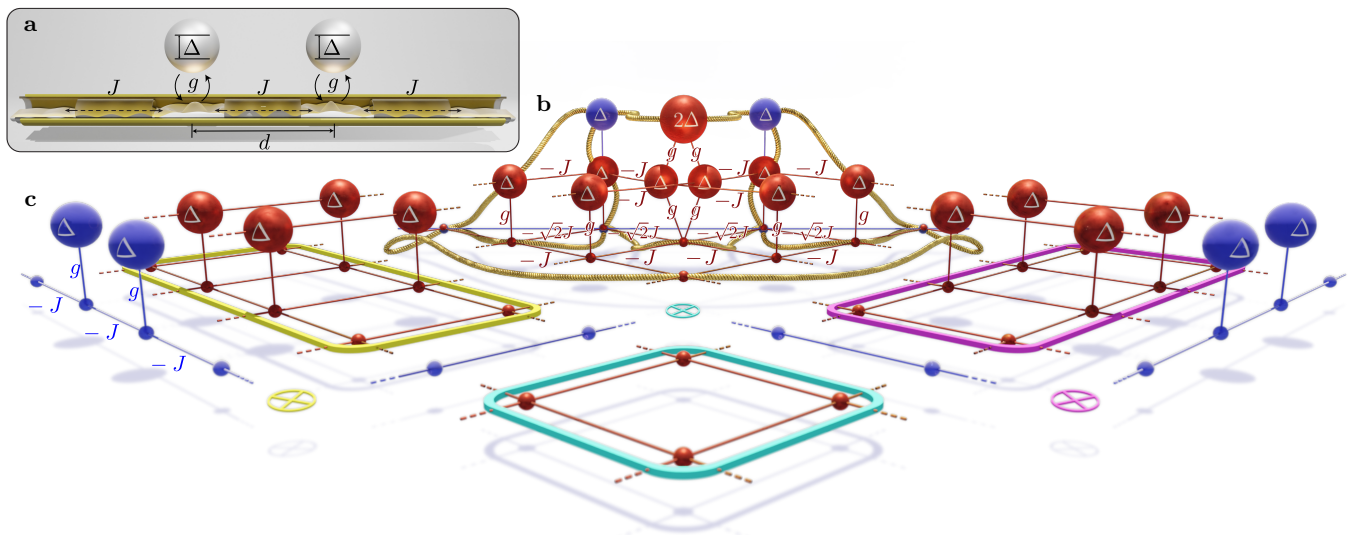 a
Δ Δ
J g J g J
d
b
Δ 2Δ Δ
g g
− J − J − J − J
Δ Δ Δ Δ Δ Δ Δ Δ
− J − J
g g g g g g
− √2J − √2J − √2J − √2J
− J − J − J − J
c
Δ Δ Δ Δ Δ Δ
g g
− J
− J
− J
Δ Δ Δ Δ Δ Δ